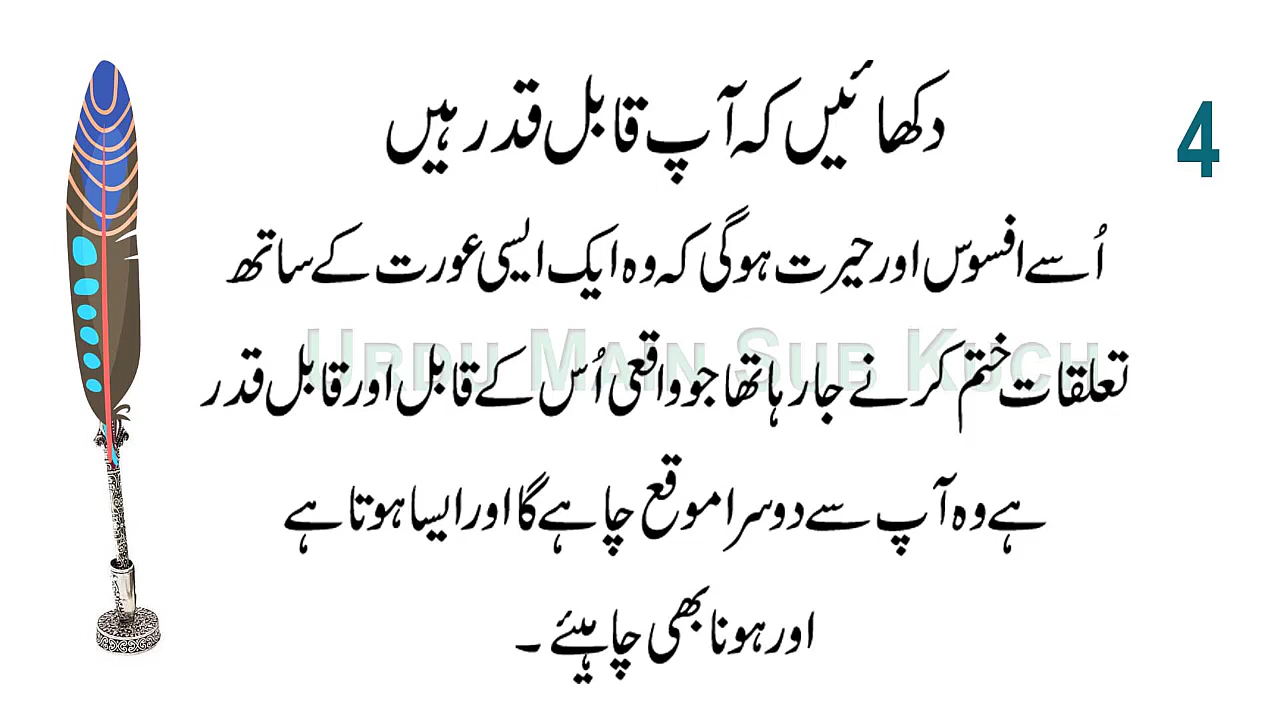 4
دکھائیں کہ آپ قابل قدر ہیں
اُسے افسوس اور حیرت ہوگی کہ وہ ایک ایسی عورت کے ساتھ
URDU MAIN SUB KUCH
تعلقات ختم کرنے جا رہا تھا جو واقعی اُس کے قابل اور قابل قدر
ہے وہ آپ سے دوسرا موقع چاہے گا اور ایسا ہوتا ہے
اور ہونا بھی چاہیئے ۔